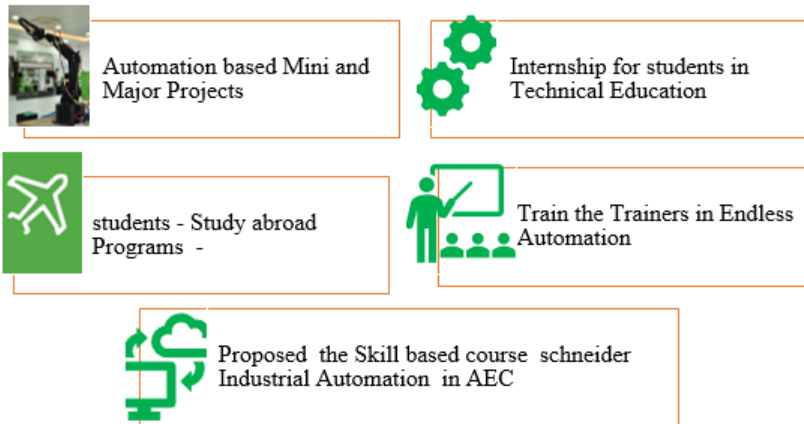 Automation based Mini and
Major Projects
Internship for students in
Technical Education
students - Study abroad
Programs -
Train the Trainers in Endless
Automation
Proposed the Skill based course schneider
Industrial Automation in AEC